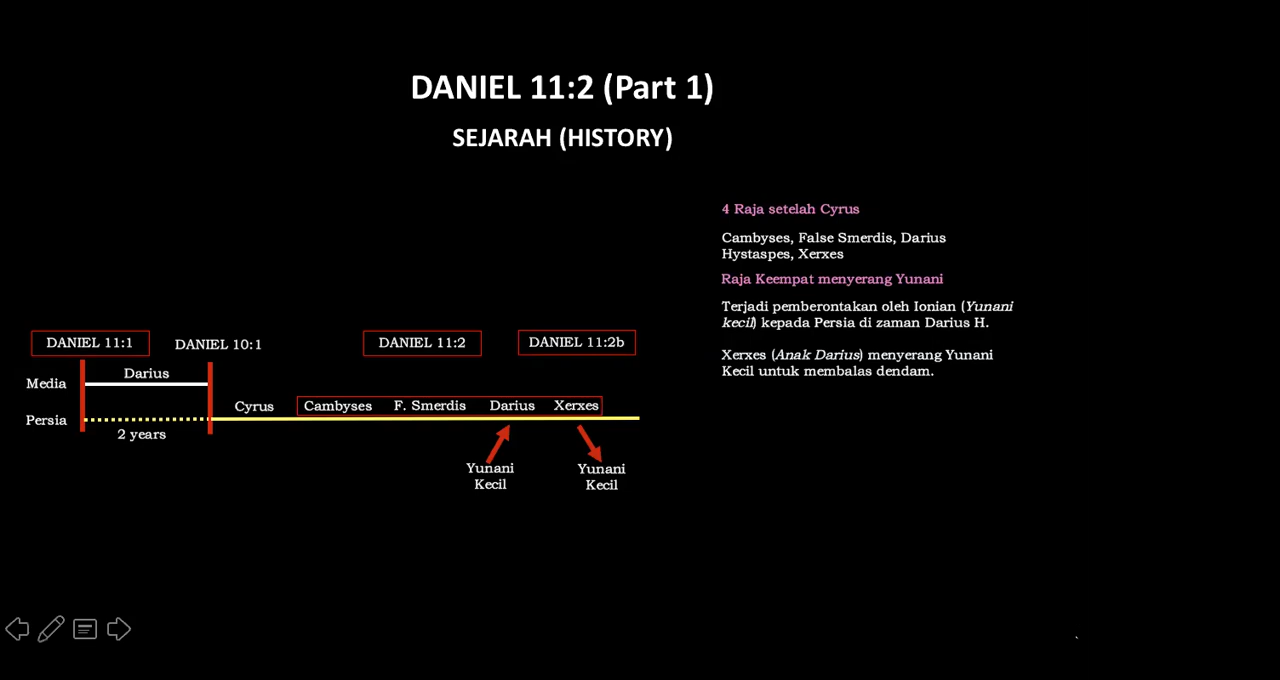 DANIEL 11:2 (Part 1)
SEJARAH (HISTORY)
4 Raja setelah Cyrus
Cambyses, False Smerdis, Darius
Hystaspes, Xerxes
Raja Keempat menyerang Yunani
Terjadi pemberontakan oleh Ionian (Yunani
kecil) kepada Persia di zaman Darius H.
Xerxes (Anak Darius) menyerang Yunani
Kecil untuk membalas dendam.
DANIEL 11:1
DANIEL 10:1
DANIEL 11:2
DANIEL 11:2b
Darius
Media
Cyrus
Cambyses
F. Smerdis
Darius
Xerxes
Persia
2 years
Yunani
Kecil
Yunani
Kecil